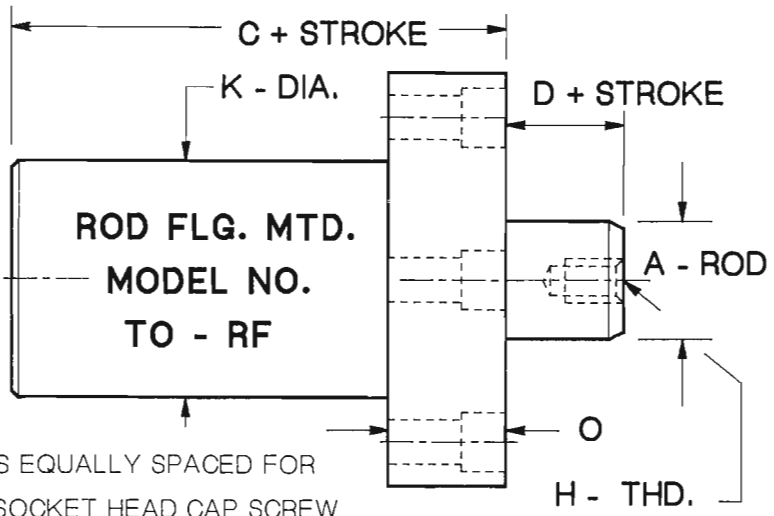 C + STROKE
K - DIA.
D + STROKE
ROD FLG. MTD.
MODEL NO.
TO - RF
A - ROD
O
EQUALLY SPACED FOR
SOCKET HEAD CAP SCREW
H - THD.